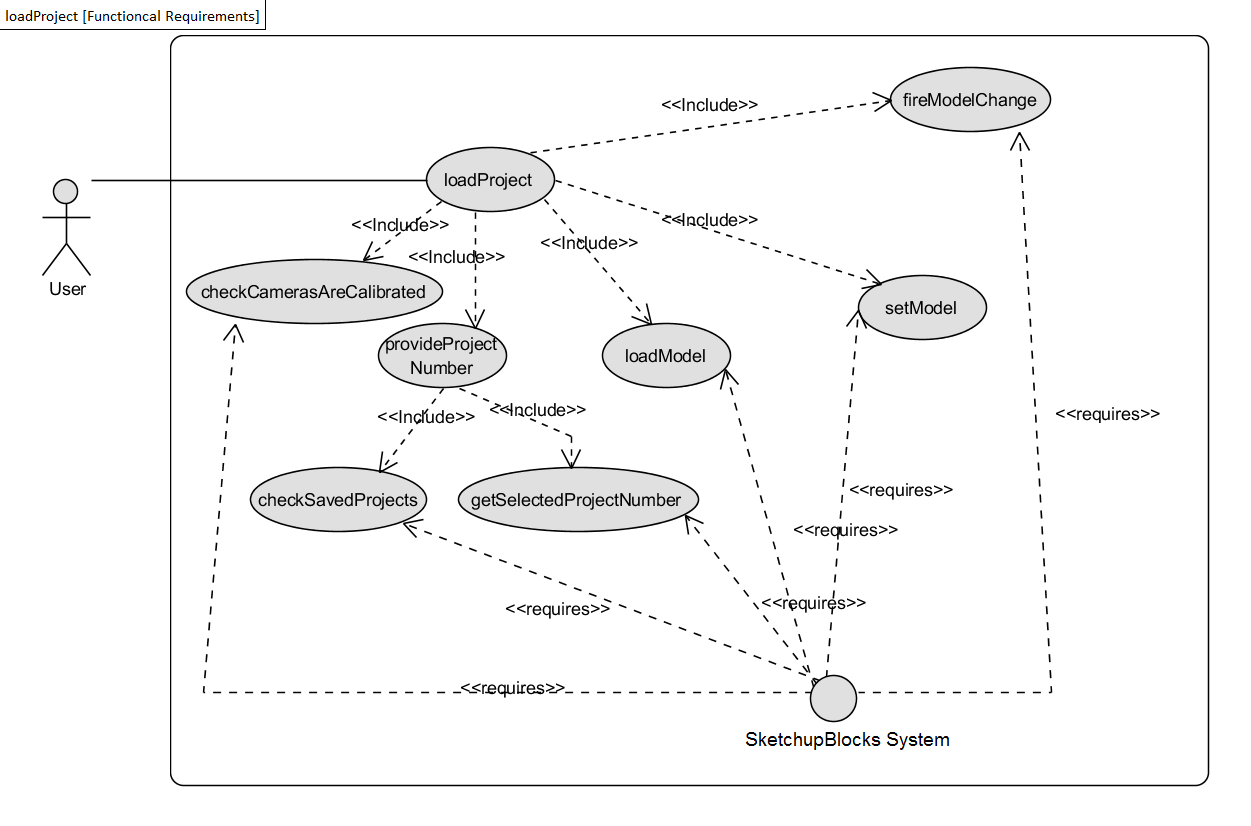 loadProject [Functioncal Requirements]
<<Include>>
fireModelChange
loadProject
<<Include>>
<<Include>>
<<Include>>
<<Include>>
User
checkCamerasAreCalibrated
setModel
provideProject
Number
loadModel
<<Include>>
<<Include>>
<<requires>>
checkSavedProjects
getSelectedProjectNumber
<<requires>>
<<requires>>
<<requires>>
<<requires>>
<<requires>>
SketchupBlocks System